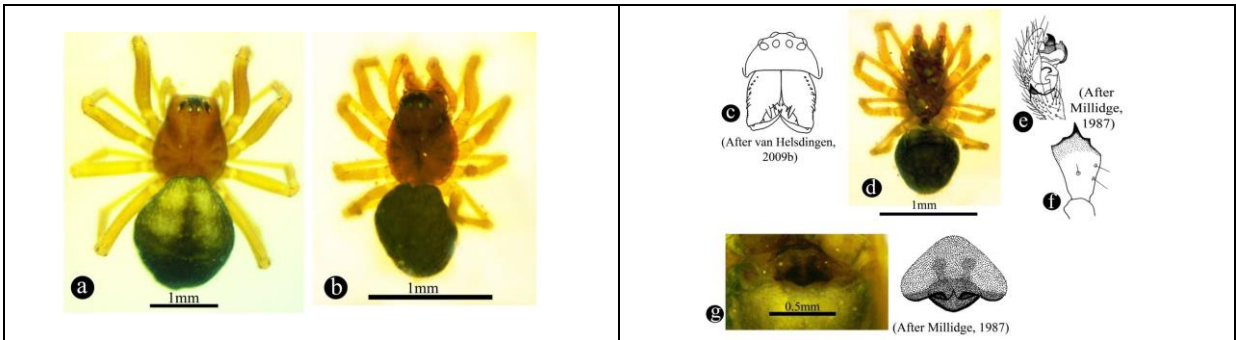 a
1mm
b
1mm
c
(After van Helsdingen,
2009b)
d
1mm
e
(After
Millidge,
1987)
f
g
0.5mm
(After Millidge, 1987)